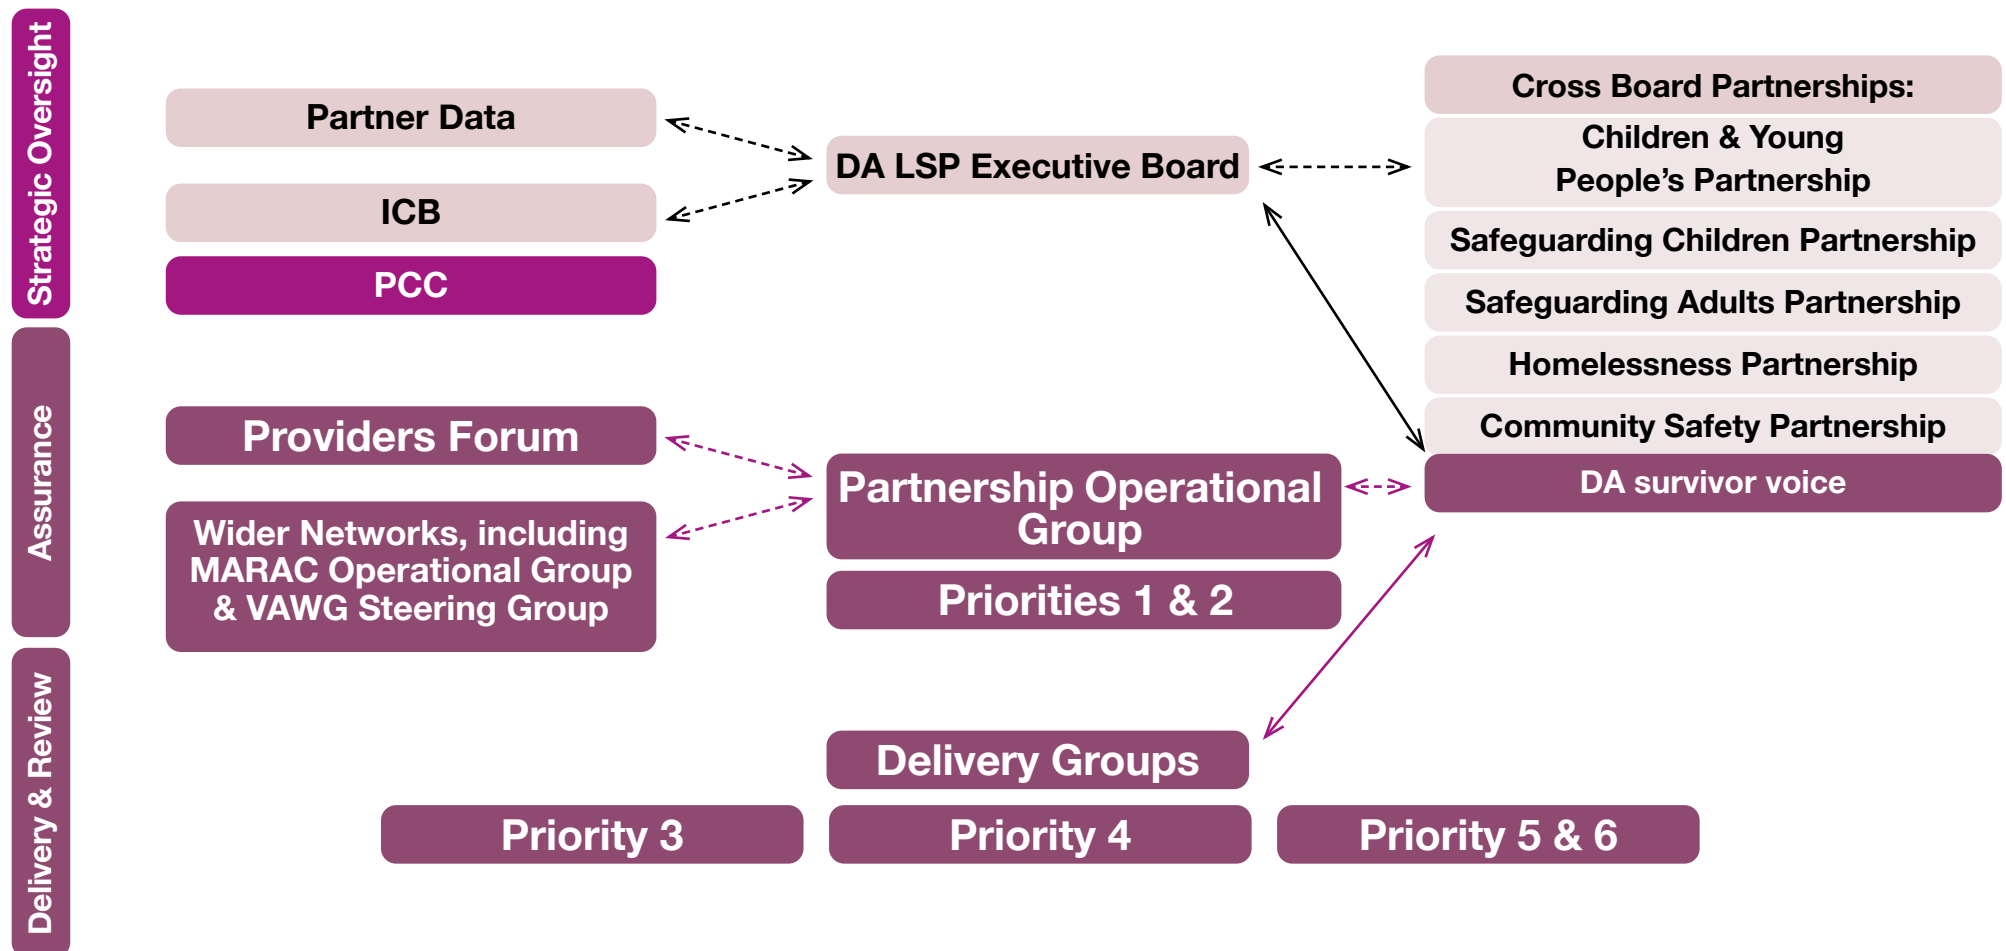 Strategic Oversight
Partner Data
ICB
PCC
DA LSP Executive Board
Cross Board Partnerships:
Children & Young
People’s Partnership
Safeguarding Children Partnership
Safeguarding Adults Partnership
Homelessness Partnership
Community Safety Partnership
DA survivor voice
Assurance
Providers Forum
Wider Networks, including
MARAC Operational Group
& VAWG Steering Group
Partnership Operational
Group
Priorities 1 & 2
Delivery & Review
Delivery Groups
Priority 3
Priority 4
Priority 5 & 6